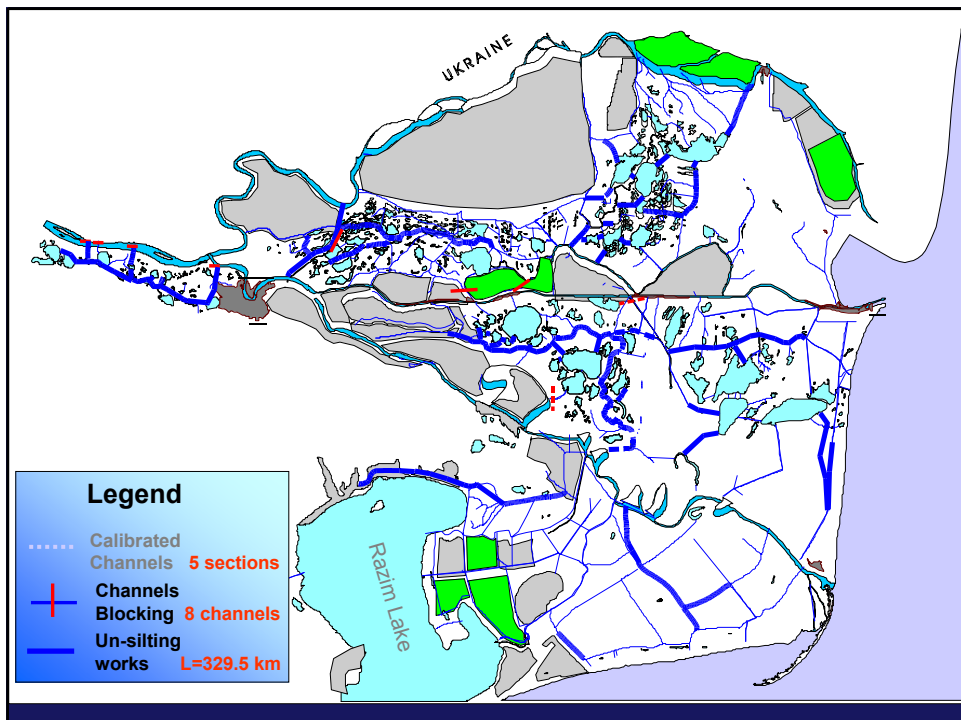 UKRAINE
Razim Lake
Legend
Calibrated
Channels 5 sections
Channels
Blocking 8 channels
Un-silting
works L=329.5 km